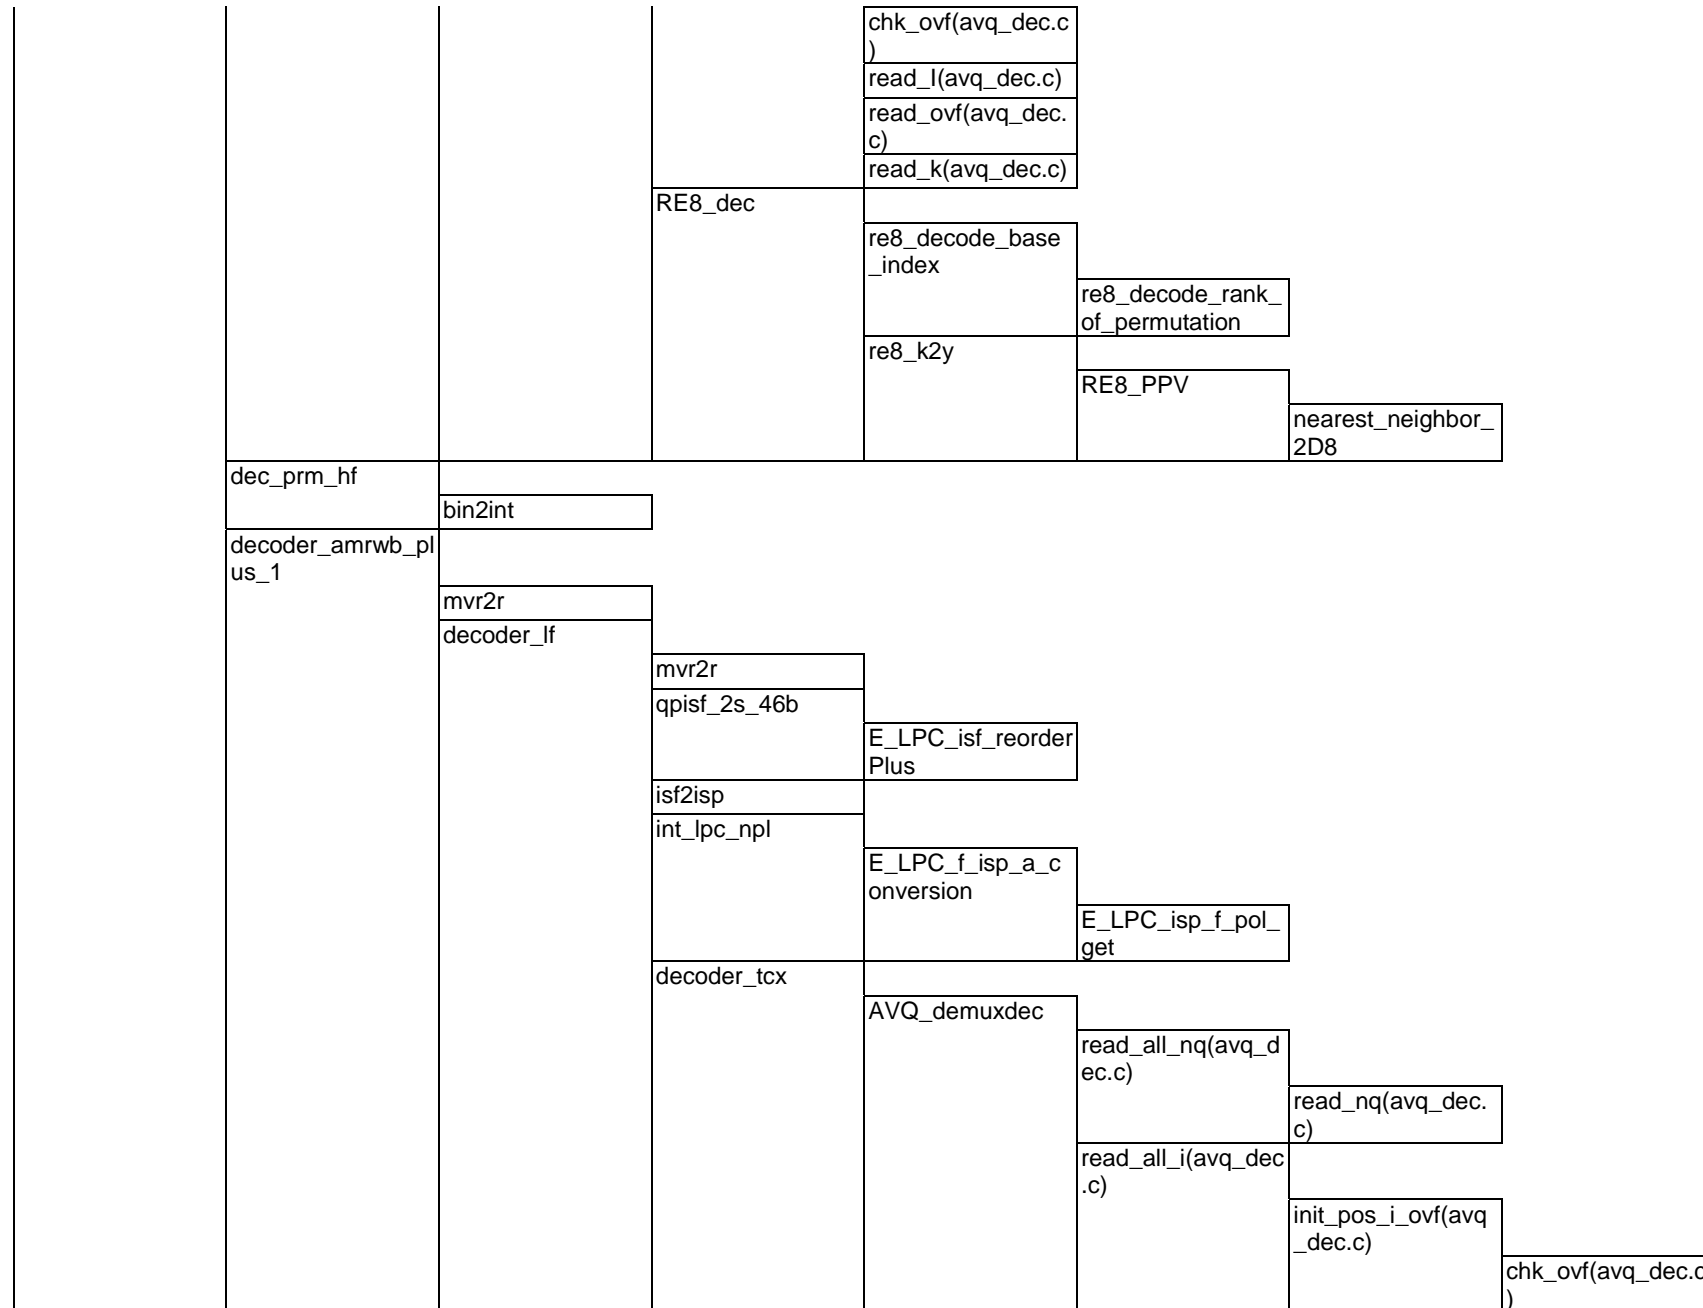 chk_ovf(avq_dec.c
)
read_I(avq_dec.c)
read_ovf(avq_dec.
c)
read_k(avq_dec.c)
RE8_dec
re8_decode_base
_index
re8_decode_rank_
of_permutation
re8_k2y
RE8_PPV
nearest_neighbor_
2D8
dec_prm_hf
bin2int
decoder_amrwb_pl
us_1
mvr2r
decoder_lf
mvr2r
qpisf_2s_46b
E_LPC_isf_reorder
Plus
isf2isp
int_lpc_npl
E_LPC_f_isp_a_c
onversion
E_LPC_isp_f_pol_
get
decoder_tcx
AVQ_demuxdec
read_all_nq(avq_d
ec.c)
read_nq(avq_dec.
c)
read_all_i(avq_dec
.c)
init_pos_i_ovf(avq
_dec.c)
chk_ovf(avq_dec.c
)